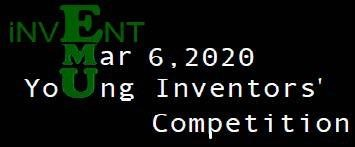 iNVENT
Mar 6,2020
YoUng Inventors'
Competition